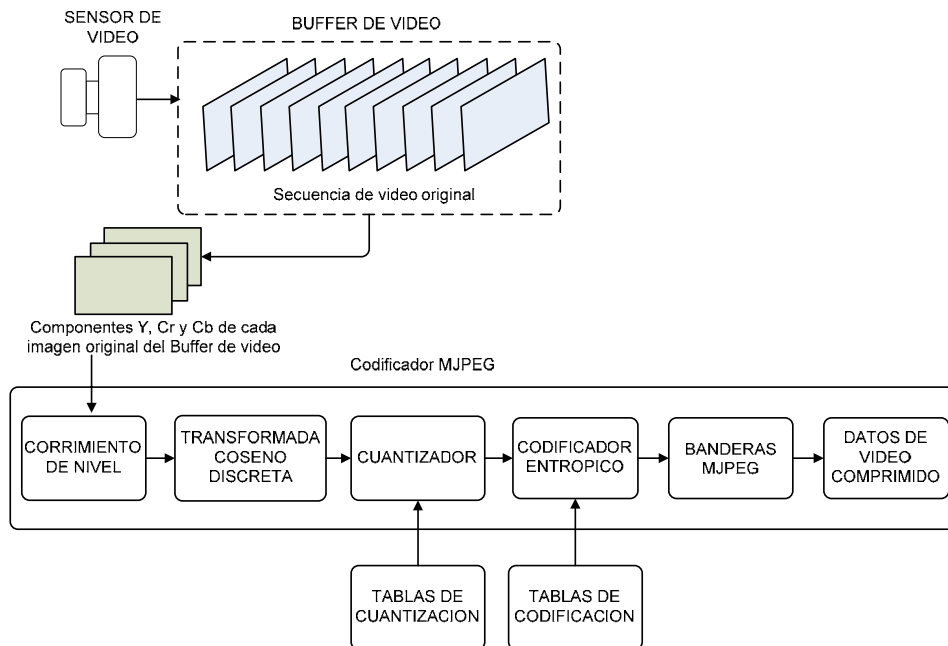 SENSOR DE
VIDEO
BUFFER DE VIDEO
Secuencia de video original
Componentes Y, Cr y Cb de cada
imagen original del Buffer de video
Codificador MJPEG
CORRIMIENTO
DE NIVEL
TRANSFORMADA
COSENO
DISCRETA
CUANTIZADOR
CODIFICADOR
ENTROPICO
BANDERAS
MJPEG
DATOS DE
VIDEO
COMPRIMIDO
TABLAS DE
CUANTIZACION
TABLAS DE
CODIFICACION